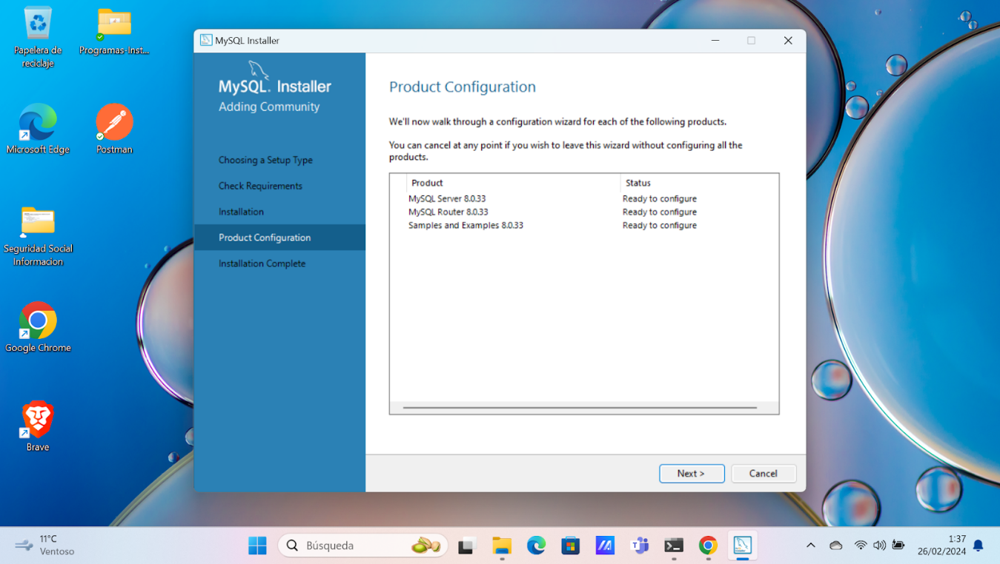 Papelera de
reciclaje
Programas-Inst...
Microsoft Edge
Postman
Seguridad Social
Informacion
Google Chrome
Brave
MySQL Installer
MySQL. Installer
Adding Community
Choosing a Setup Type
Check Requirements
Installation
Product Configuration
Installation Complete
Product Configuration
We'll now walk through a configuration wizard for each of the following products.
You can cancel at any point if you wish to leave this wizard without configuring all the
products.
Product Status
MySQL Server 8.0.33 Ready to configure
MySQL Router 8.0.33 Ready to configure
Samples and Examples 8.0.33 Ready to configure
Next > Cancel
11°C
Ventoso
Búsqueda
1:37
26/02/2024